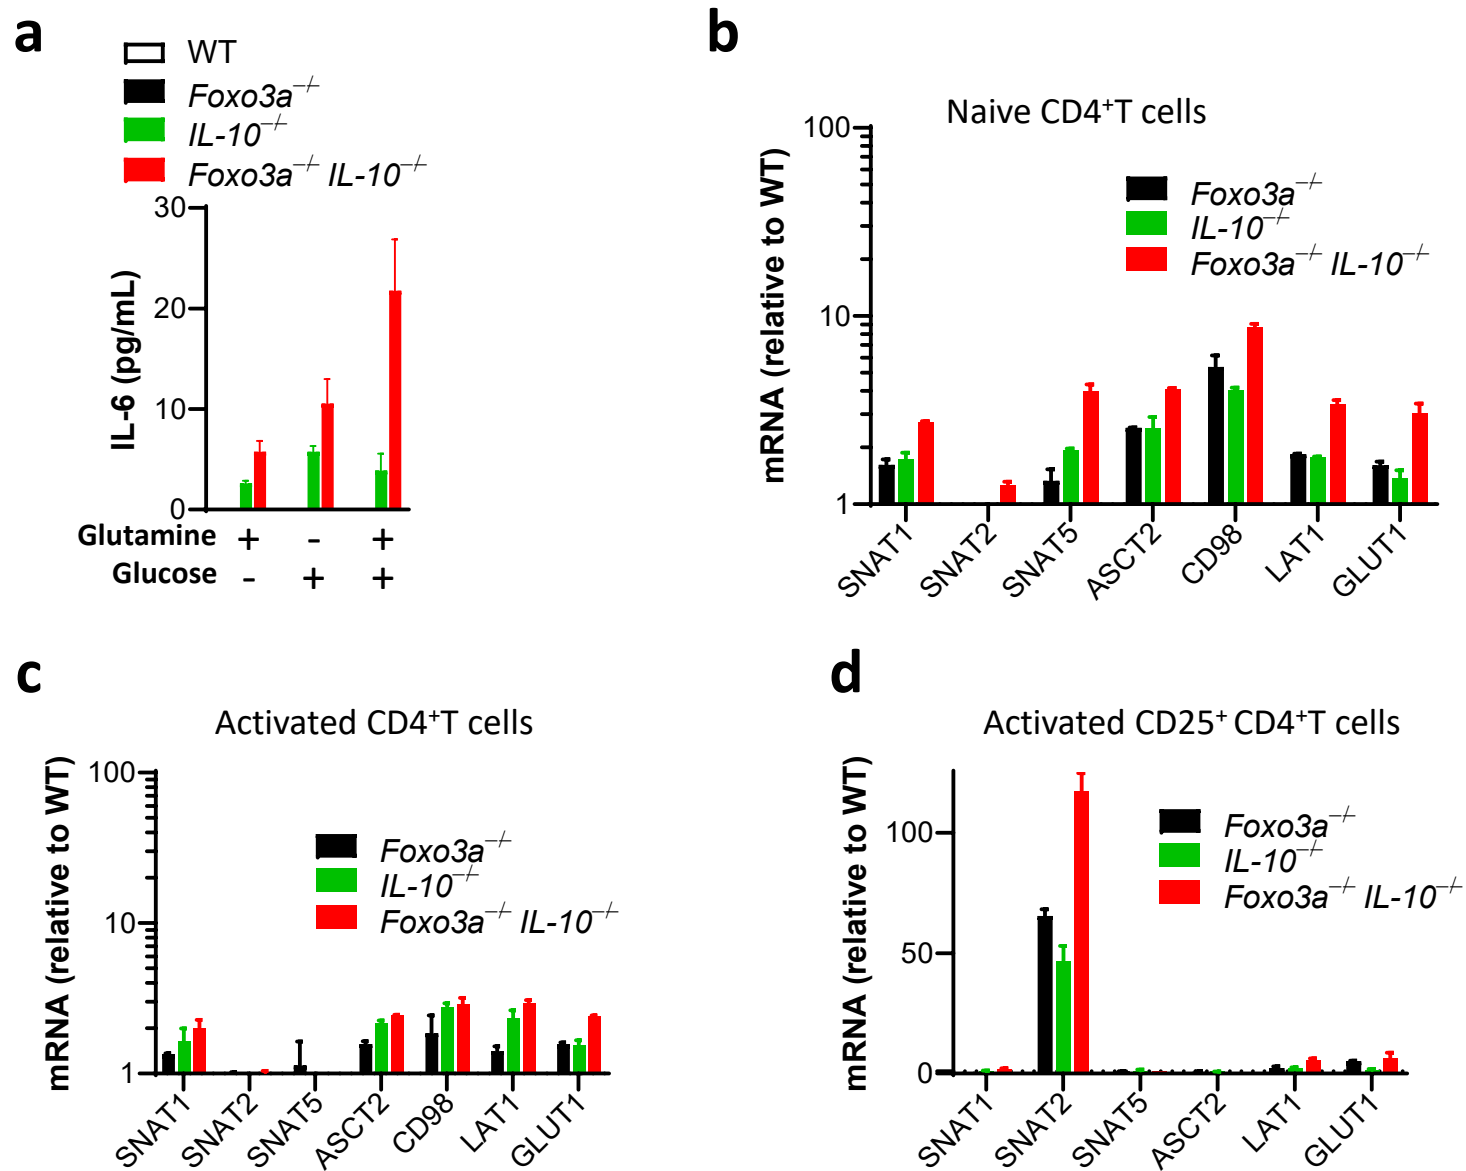 a
WT
Foxo3a−/−
IL-10−/−
Foxo3a−/− IL-10−/−
IL-6 (pg/mL)
30
20
10
0
Glutamine + - +
Glucose - + +
b
Naive CD4+T cells
mRNA (relative to WT)
100
10
1
Foxo3a−/−
IL-10−/−
Foxo3a−/− IL-10−/−
SNAT1 SNAT2 SNAT5 ASCT2 CD98 LAT1 GLUT1
c
Activated CD4+T cells
mRNA (relative to WT)
100
10
1
Foxo3a−/−
IL-10−/−
Foxo3a−/− IL-10−/−
SNAT1 SNAT2 SNAT5 ASCT2 CD98 LAT1 GLUT1
d
Activated CD25+ CD4+T cells
mRNA (relative to WT)
100
50
0
Foxo3a−/−
IL-10−/−
Foxo3a−/− IL-10−/−
SNAT1 SNAT2 SNAT5 ASCT2 LAT1 GLUT1